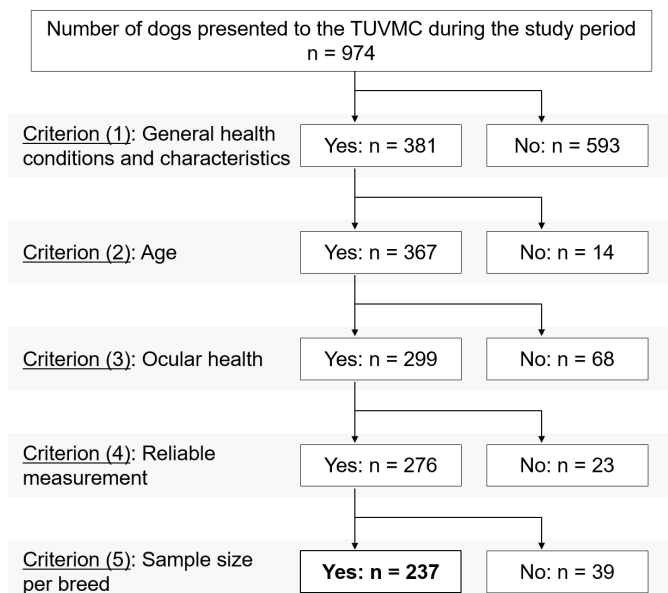 Number of dogs presented to the TUVMC during the study period
n = 974
Criterion (1): General health
conditions and characteristics
Yes: n = 381
No: n = 593
Criterion (2): Age
Yes: n = 367
No: n = 14
Criterion (3): Ocular health
Yes: n = 299
No: n = 68
Criterion (4): Reliable
measurement
Yes: n = 276
No: n = 23
Criterion (5): Sample size
per breed
Yes: n = 237
No: n = 39